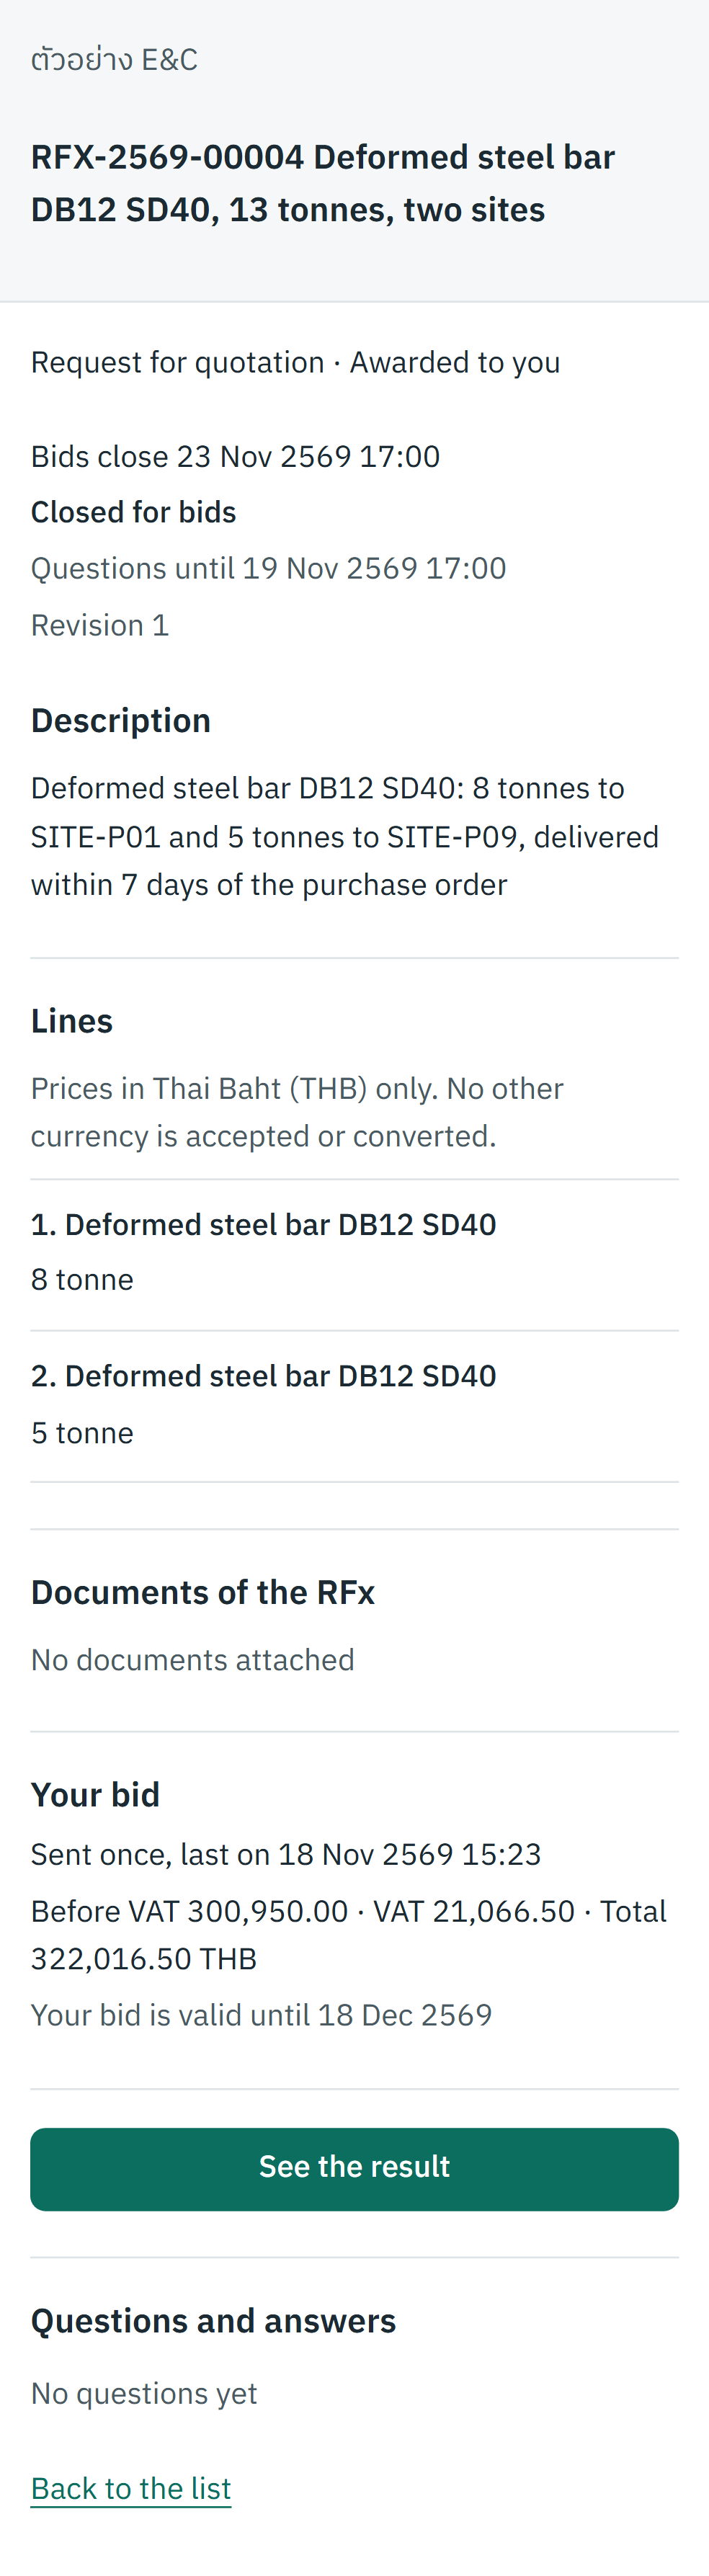 ตัวอย่าง E&C
RFX-2569-00004 Deformed steel bar
DB12 SD40, 13 tonnes, two sites
Request for quotation · Awarded to you
Bids close 23 Nov 2569 17:00
Closed for bids
Questions until 19 Nov 2569 17:00
Revision 1
Description
Deformed steel bar DB12 SD40: 8 tonnes to
SITE-P01 and 5 tonnes to SITE-P09, delivered
within 7 days of the purchase order
Lines
Prices in Thai Baht (THB) only. No other
currency is accepted or converted.
1. Deformed steel bar DB12 SD40
8 tonne
2. Deformed steel bar DB12 SD40
5 tonne
Documents of the RFx
No documents attached
Your bid
Sent once, last on 18 Nov 2569 15:23
Before VAT 300,950.00 · VAT 21,066.50 · Total
322,016.50 THB
Your bid is valid until 18 Dec 2569
See the result
Questions and answers
No questions yet
Back to the list